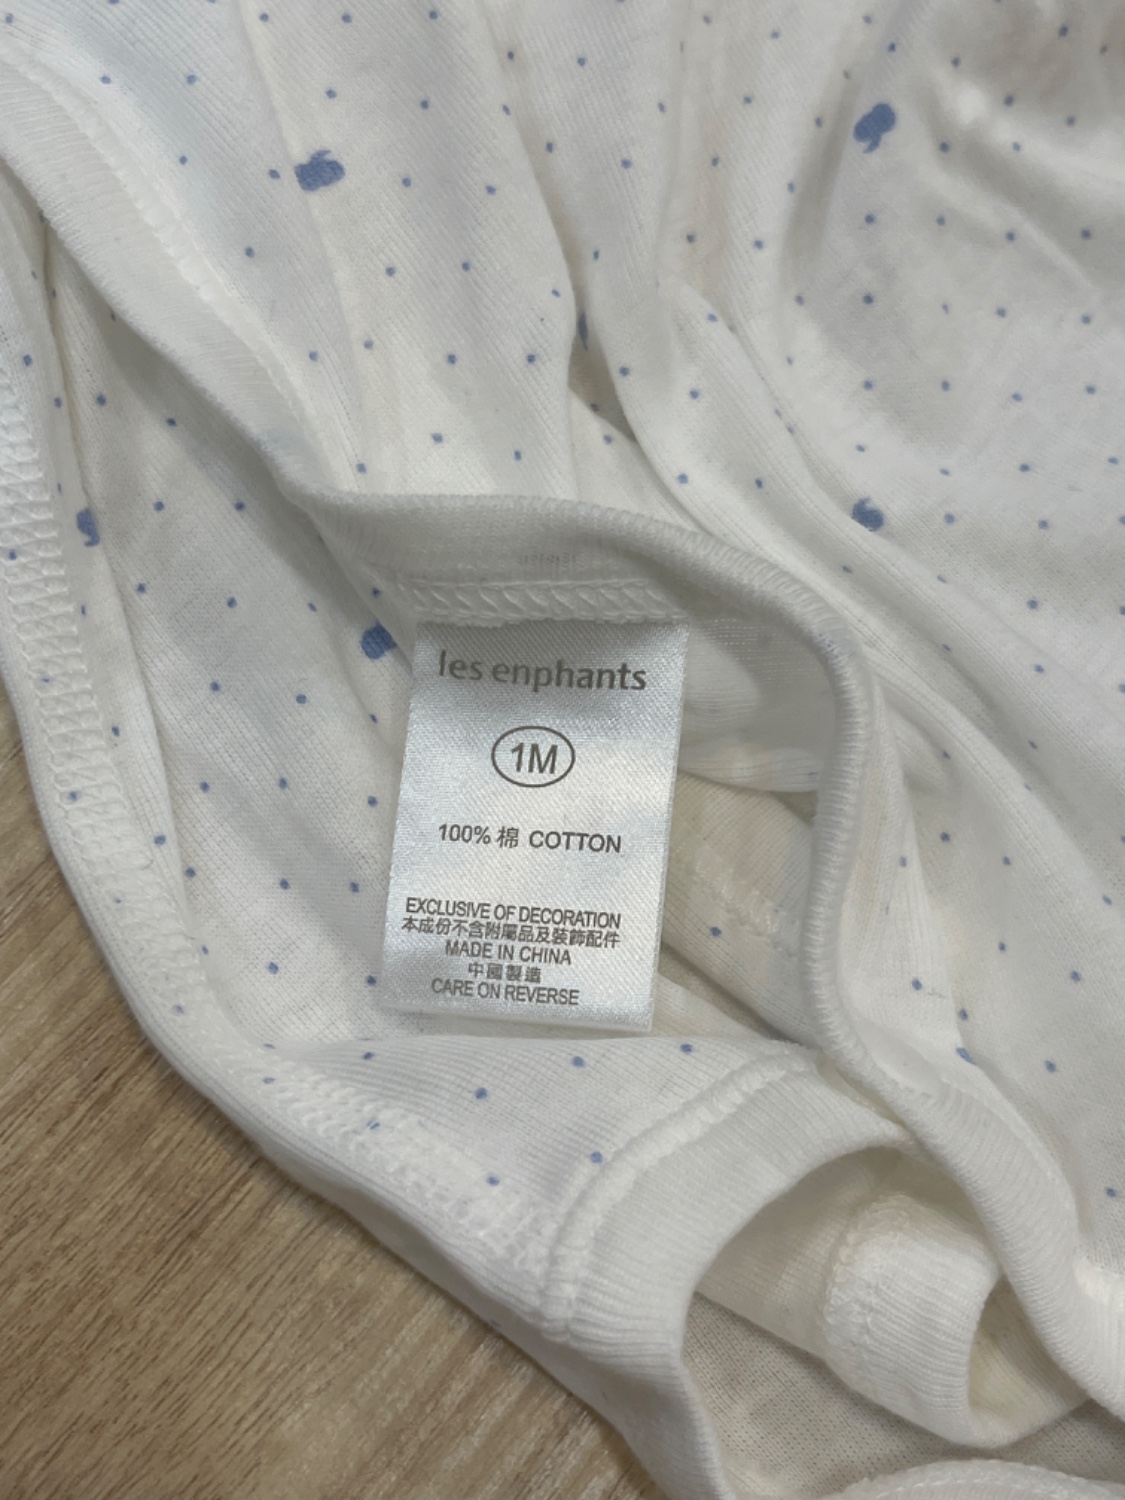 les enphants
1M
100% 棉 COTTON
EXCLUSIVE OF DECORATION
本成份不含附屬品及裝飾配件
MADE IN CHINA
中國製造
CARE ON REVERSE